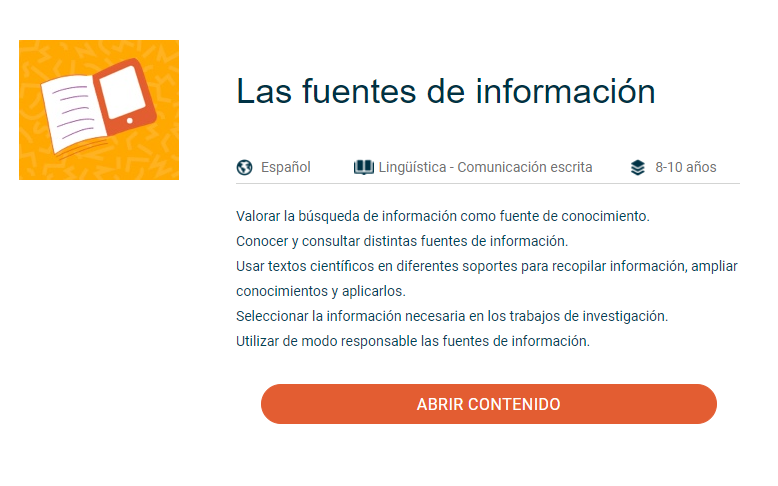 Las fuentes de información
Español
Lingüística - Comunicación escrita
8-10 años
Valorar la búsqueda de información como fuente de conocimiento.
Conocer y consultar distintas fuentes de información.
Usar textos científicos en diferentes soportes para recopilar información, ampliar
conocimientos y aplicarlos.
Seleccionar la información necesaria en los trabajos de investigación.
Utilizar de modo responsable las fuentes de información.
ABRIR CONTENIDO